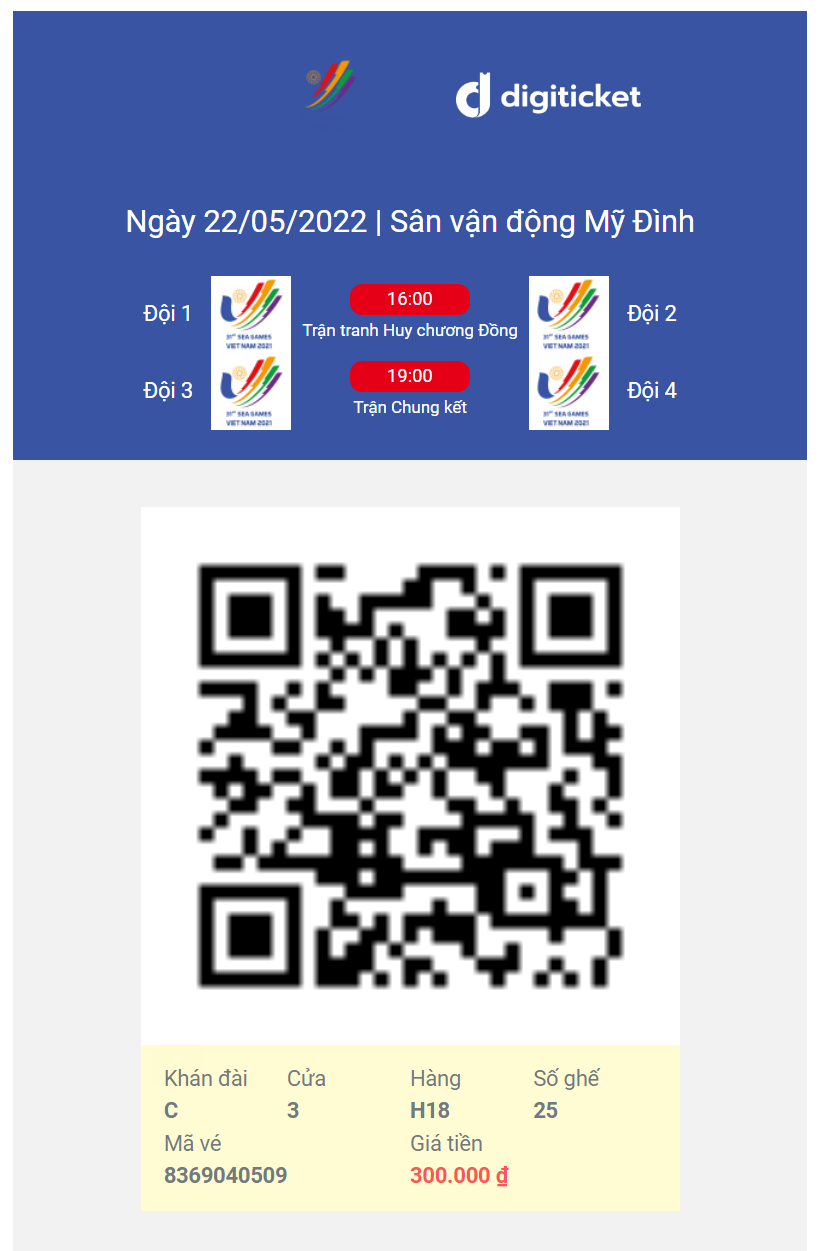 digiticket
Ngày 22/05/2022 | Sân vận động Mỹ Đình
Đội 1
16:00
Trận tranh Huy chương Đồng
Đội 2
31ST SEA GAMES
VIET NAM 2021
31ST SEA GAMES
VIET NAM 2021
Đội 3
19:00
Trận Chung kết
Đội 4
31ST SEA GAMES
VIET NAM 2021
31ST SEA GAMES
VIET NAM 2021
Khán đài Cửa Hàng Số ghế
C 3 H18 25
Mã vé Giá tiền
8369040509 300.000 ₫